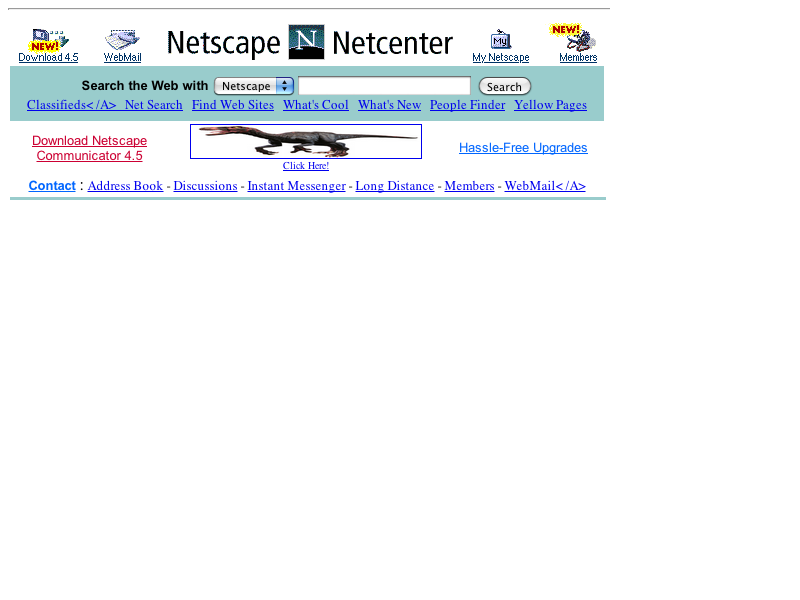 NEW!
Download 4.5
WebMail
Netscape N Netcenter
My
My Netscape
NEW!
Members
Search the Web with Netscape Search
Classifieds</A> Net Search Find Web Sites What's Cool What's New People Finder Yellow Pages
Download Netscape
Communicator 4.5
Click Here!
Hassle-Free Upgrades
Contact : Address Book - Discussions - Instant Messenger - Long Distance - Members - WebMail</A>